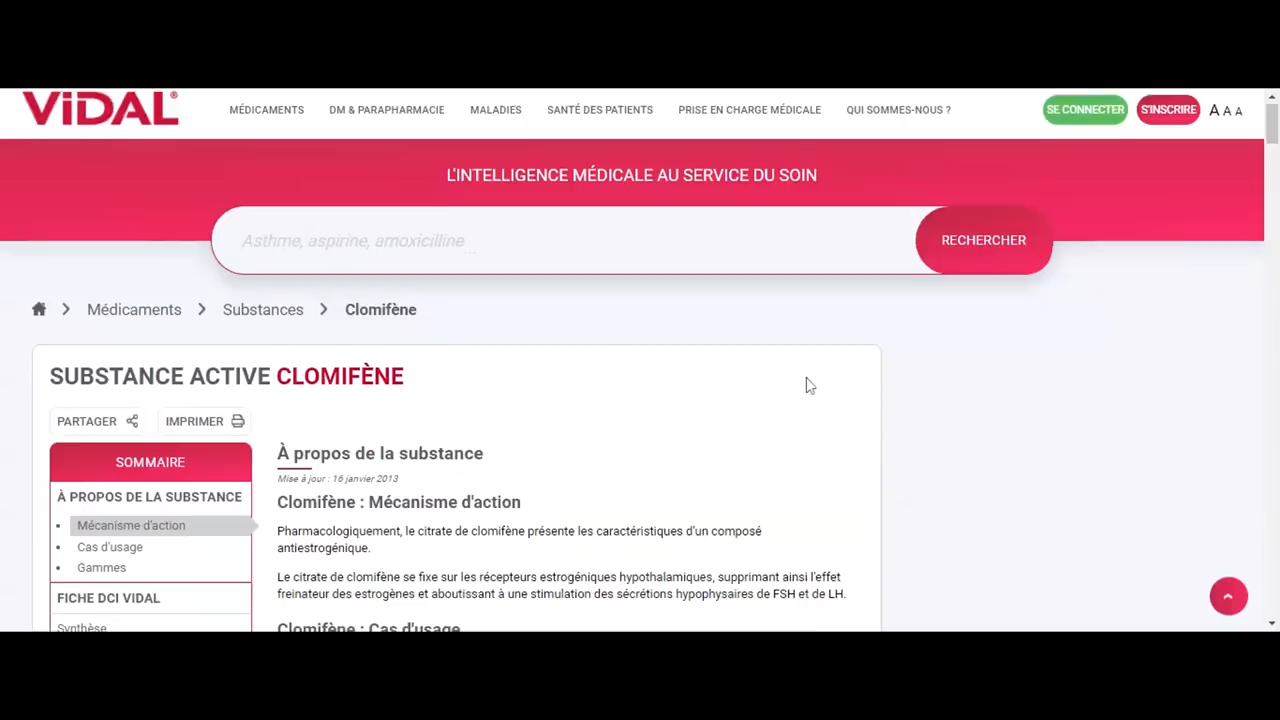 ViDAL®
MÉDICAMENTS DM & PARAPHARMACIE MALADIES SANTÉ DES PATIENTS PRISE EN CHARGE MÉDICALE QUI SOMMES-NOUS ? SE CONNECTER S'INSCRIRE A A A
L'INTELLIGENCE MÉDICALE AU SERVICE DU SOIN
Asthme, aspirine, amoxicilline ... RECHERCHER
Médicaments Substances Clomifène
SUBSTANCE ACTIVE CLOMIFÈNE
PARTAGER IMPRIMER
SOMMAIRE
À PROPOS DE LA SUBSTANCE
Mécanisme d'action
Cas d'usage
Gammes
FICHE DCI VIDAL
Synthèse
À propos de la substance
Mise à jour : 16 janvier 2013
Clomifène : Mécanisme d'action
Pharmacologiquement, le citrate de clomifène présente les caractéristiques d'un composé
antiestrogénique.
Le citrate de clomifène se fixe sur les récepteurs estrogéniques hypothalamiques, supprimant ainsi l'effet
freinateur des estrogènes et aboutissant à une stimulation des sécrétions hypophysaires de FSH et de LH.
Clomifène : Cas d'usage